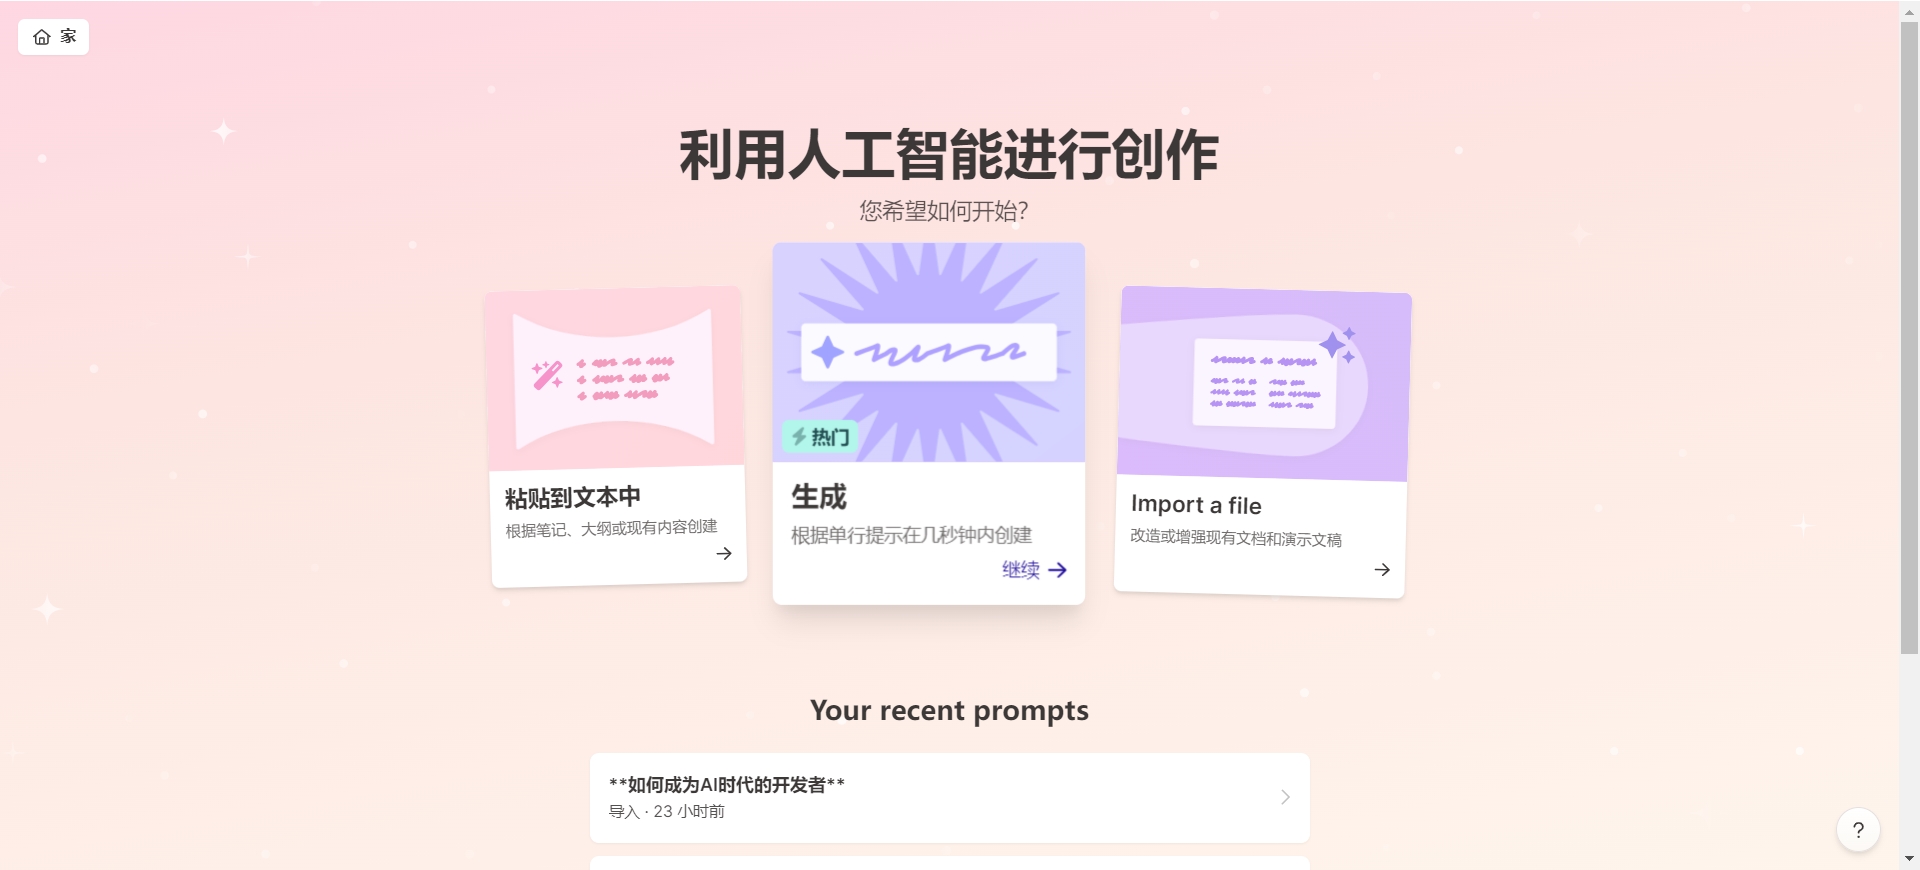 家
利用人工智能进行创作
您希望如何开始?
粘贴到文本中
根据笔记、大纲或现有内容创建
热门
生成
根据单行提示在几秒钟内创建
继续
Import a file
改造或增强现有文档和演示文稿
Your recent prompts
**如何成为AI时代的开发者**
导入 · 23 小时前
?